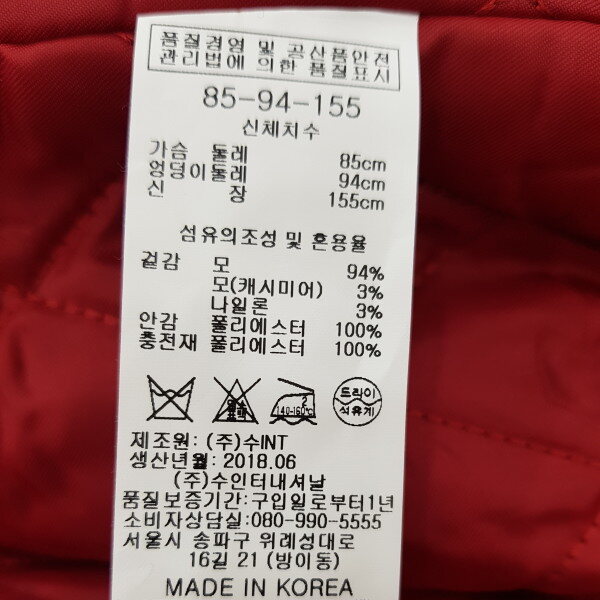 품질경영 및 공산품안전
관리법에 의한 품질표시
85-94-155
신체치수
가슴 둘레 85cm
엉덩이둘레 94cm
신 장 155cm
섬유의조성 및 혼용율
겉감 모 94%
모(캐시미어) 3%
나일론 3%
안감 폴리에스터 100%
충전재 폴리에스터 100%
2
140-160℃
드라이
석유계
제조원: (주)수INT
생산년월: 2018.06
(주)수인터내셔날
품질보증기간:구입일로부터1년
소비자상담실:080-990-5555
서울시 송파구 위례성대로
16길 21 (방이동)
MADE IN KOREA